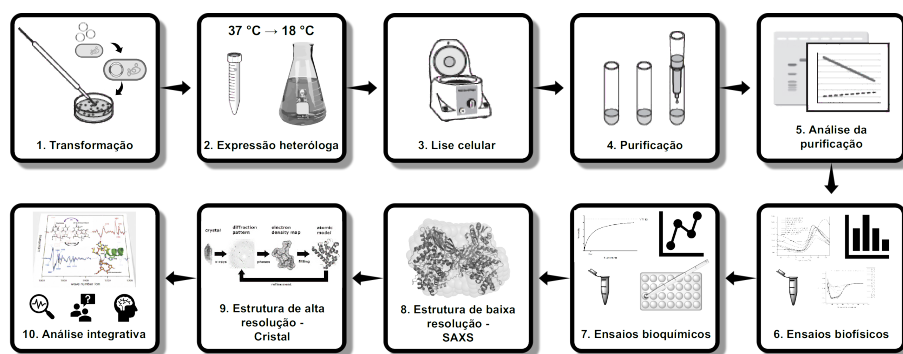 37 °C → 18 °C
1. Transformação
2. Expressão heteróloga
3. Lise celular
4. Purificação
5. Análise da
purificação
6. Ensaios biofísicos
7. Ensaios bioquímicos
8. Estrutura de baixa
resolução -
SAXS
crystal
diffraction
pattern
electron
density map
atomic
model
x-rays
phases
fitting
refinement
9. Estrutura de alta
resolução -
Cristal
10. Análise integrativa